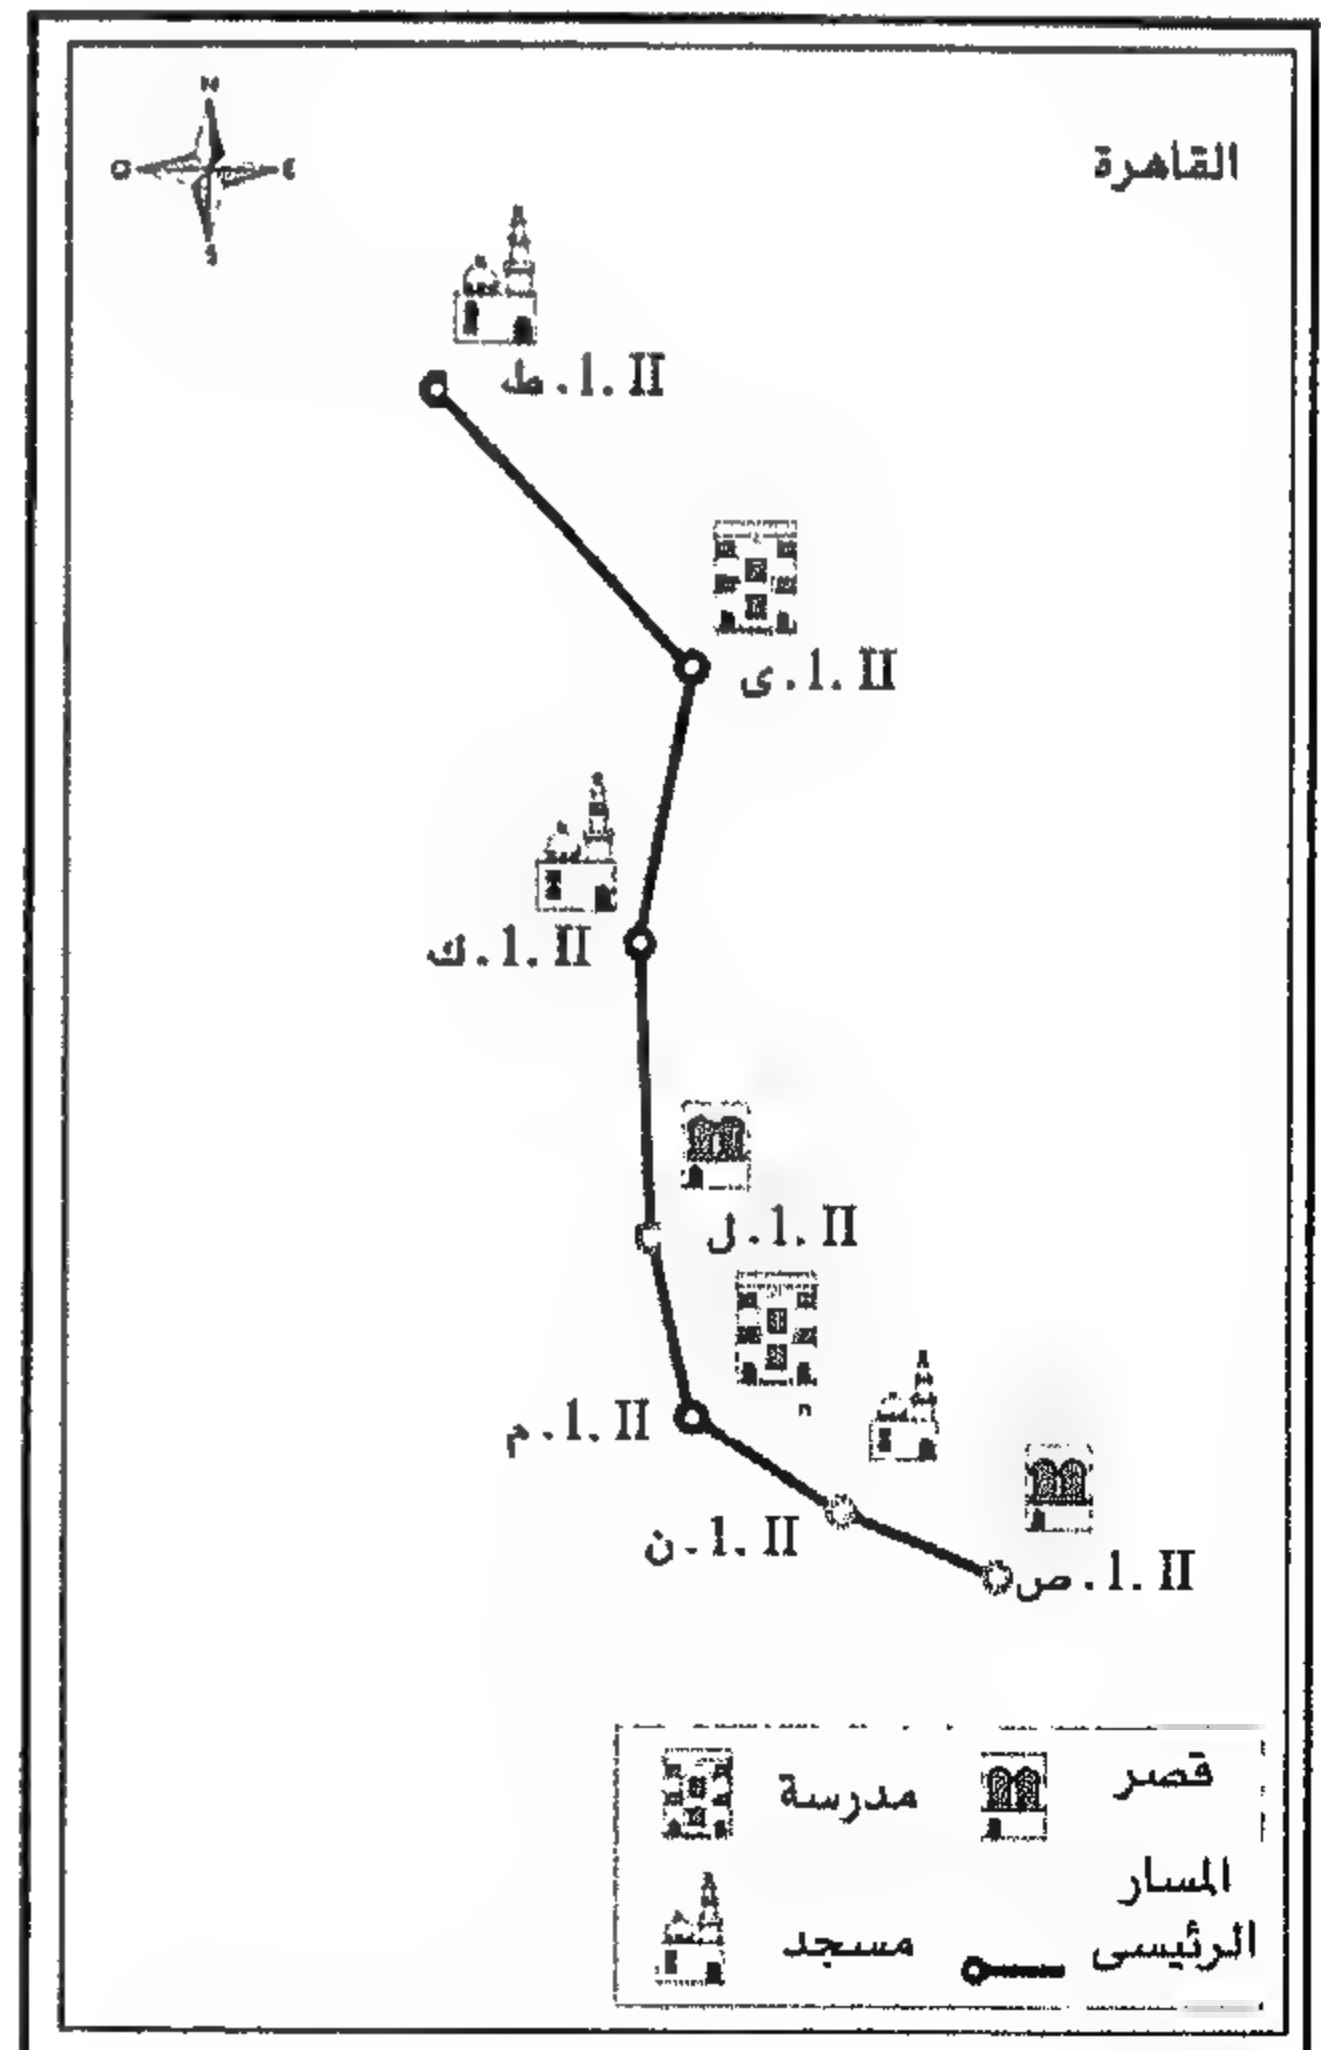 N
O
E
S
القاهرة
II .1. ط
II .1. ى
II .1. ك
II .1. ل
II .1. م
II .1. ن
II .1. ص
قصر
مدرسة
المسار
الرئيسى
مسجد